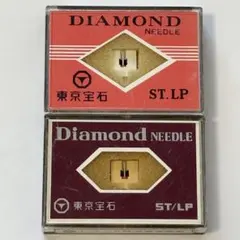 DIAMOND
NEEDLE
東京宝石
ST.LP
Diamond NEEDLE
東京宝石
ST/LP